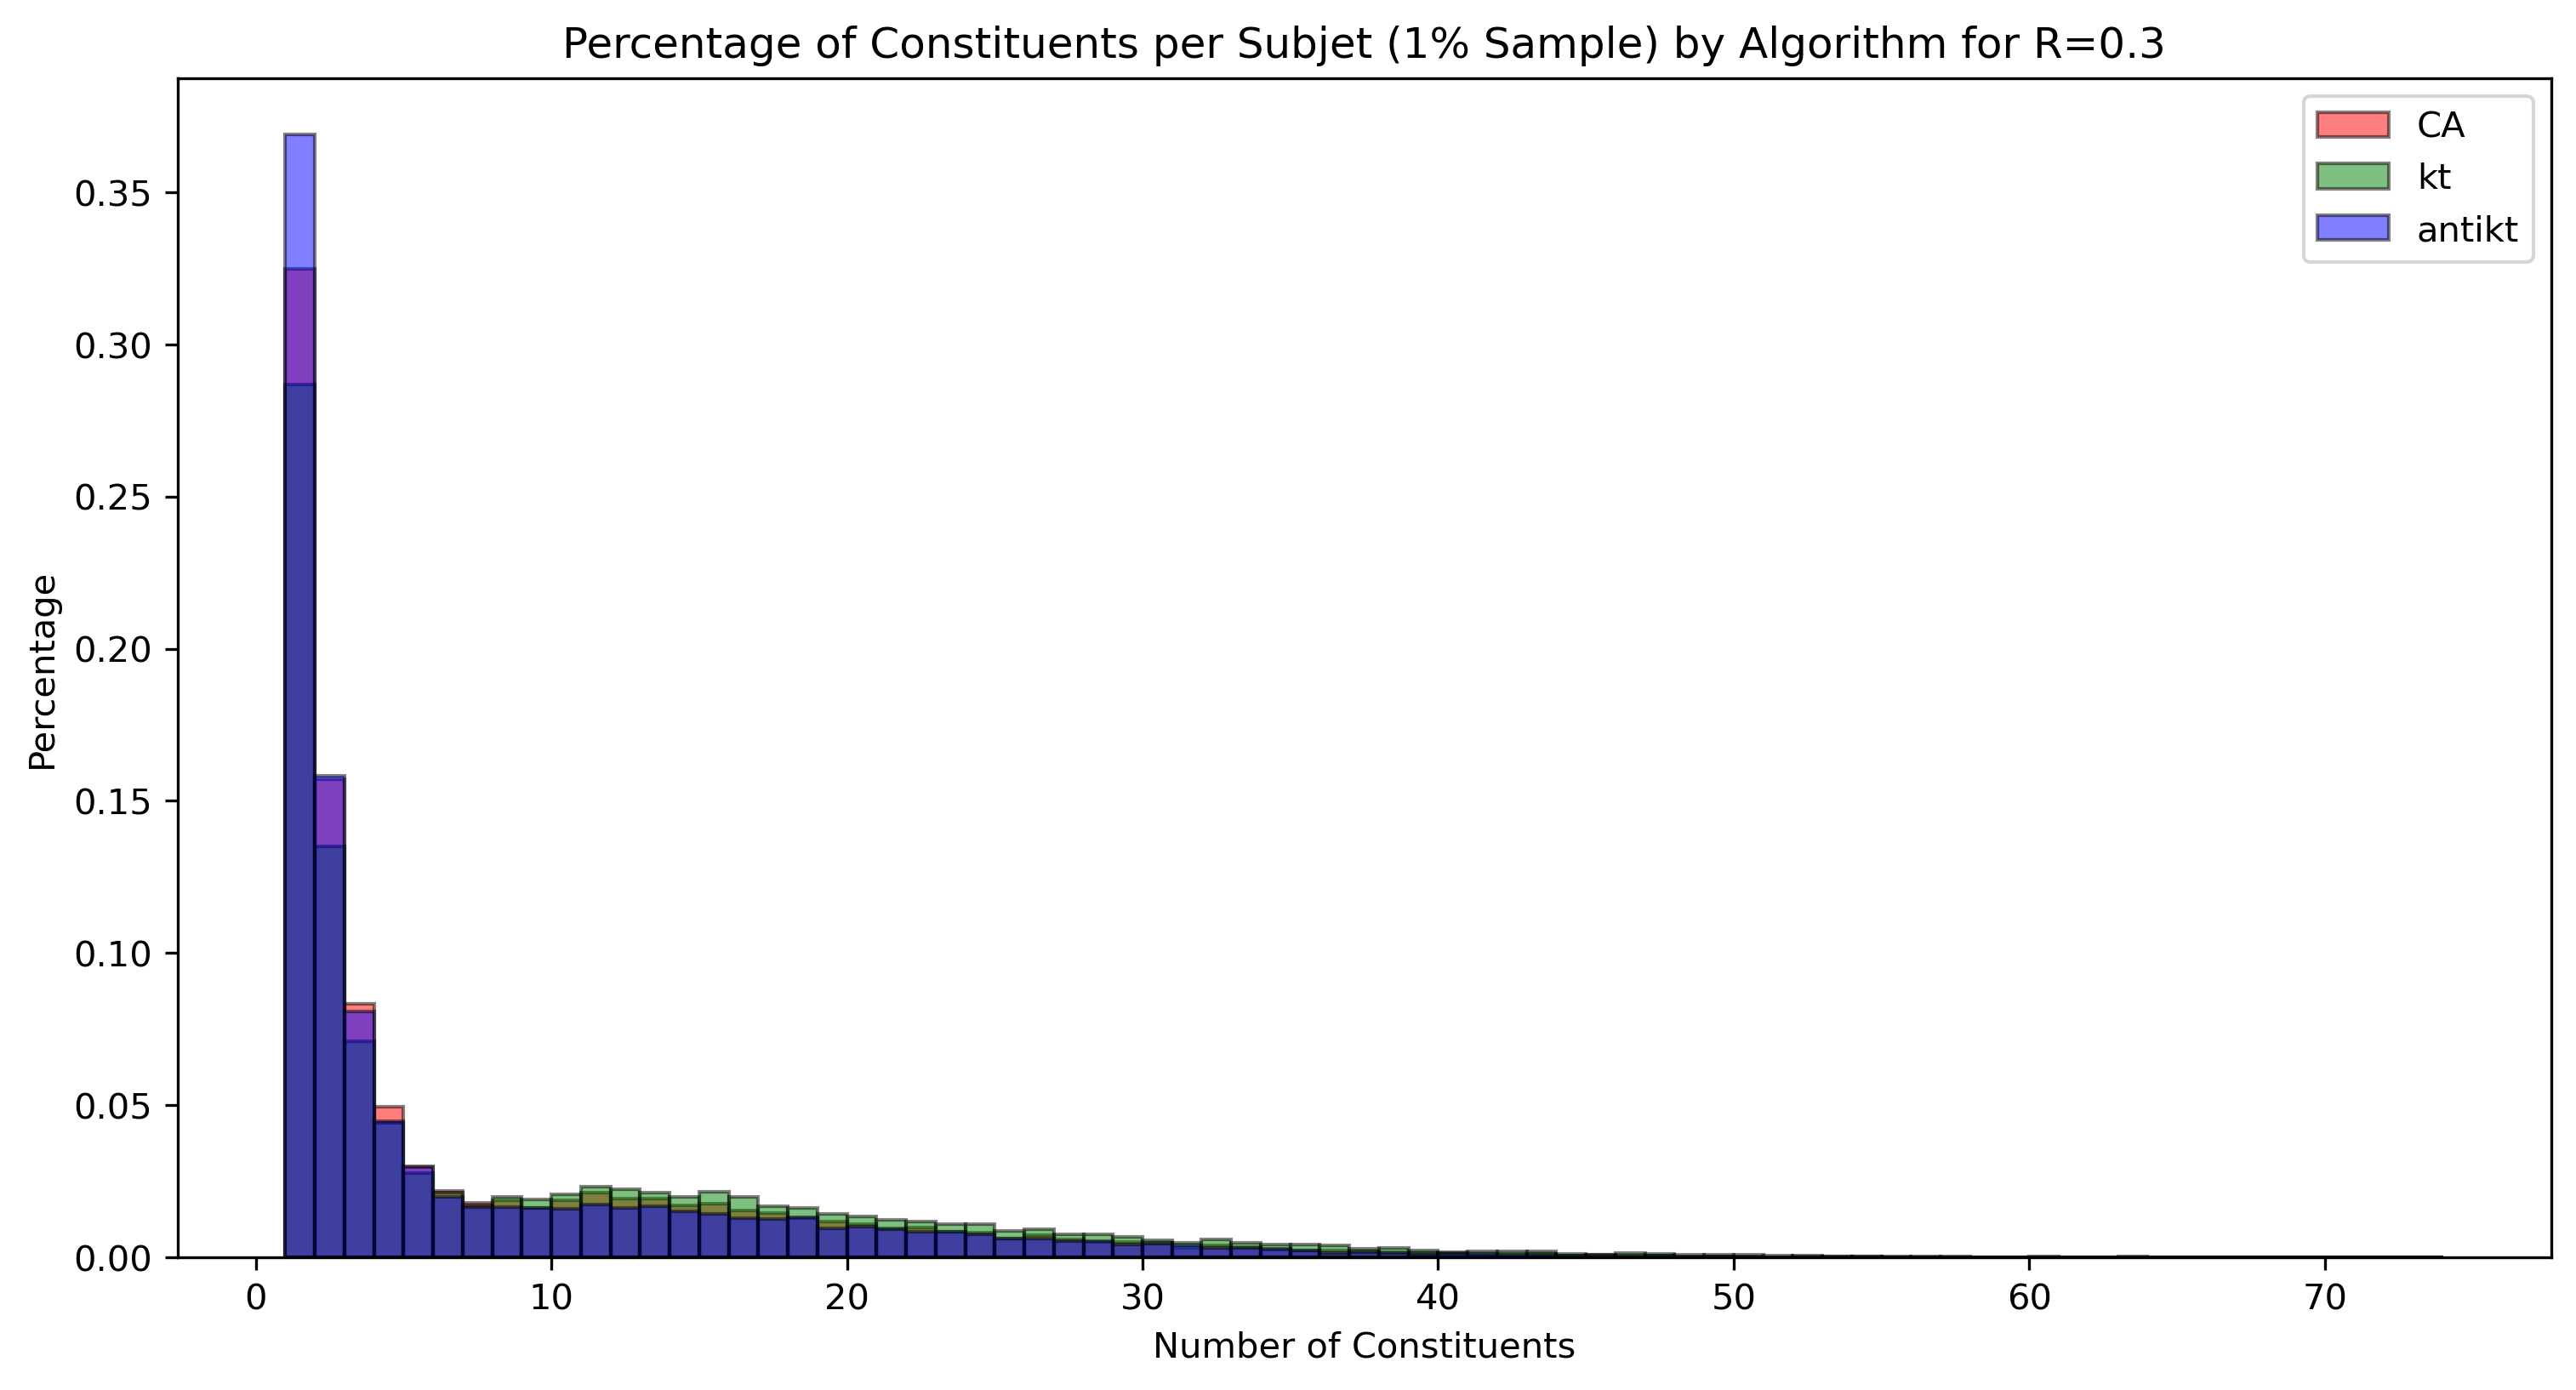 Percentage of Constituents per Subjet (1% Sample) by Algorithm for R=0.3
CA
kt
antikt
Percentage
0.35
0.30
0.25
0.20
0.15
0.10
0.05
0.00
0 10 20 30 40 50 60 70
Number of Constituents